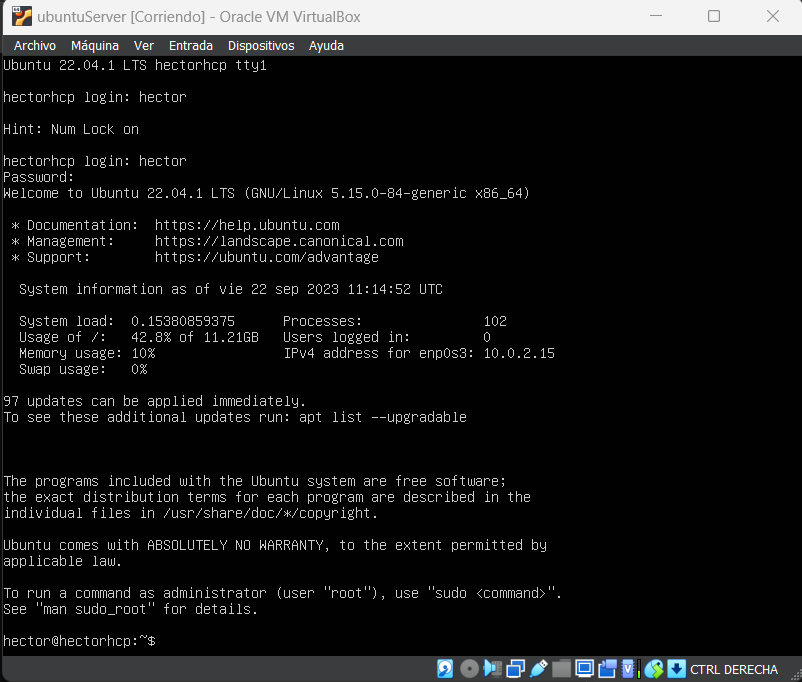 ubuntuServer [Corriendo] - Oracle VM VirtualBox
Archivo Máquina Ver Entrada Dispositivos Ayuda
Ubuntu 22.04.1 LTS hectorhcp tty1
hectorhcp login: hector
Hint: Num Lock on
hectorhcp login: hector
Password:
Welcome to Ubuntu 22.04.1 LTS (GNU/Linux 5.15.0-84-generic x86_64)
* Documentation: https://help.ubuntu.com
* Management: https://landscape.canonical.com
* Support: https://ubuntu.com/advantage
System information as of vie 22 sep 2023 11:14:52 UTC
System load: 0.15380859375 Processes: 102
Usage of /: 42.8% of 11.21GB Users logged in: 0
Memory usage: 10% IPv4 address for enp0s3: 10.0.2.15
Swap usage: 0%
97 updates can be applied immediately.
To see these additional updates run: apt list --upgradable
The programs included with the Ubuntu system are free software;
the exact distribution terms for each program are described in the
individual files in /usr/share/doc/*/copyright.
Ubuntu comes with ABSOLUTELY NO WARRANTY, to the extent permitted by
applicable law.
To run a command as administrator (user "root"), use "sudo <command>".
See "man sudo_root" for details.
hector@hectorhcp:~$
CTRL DERECHA